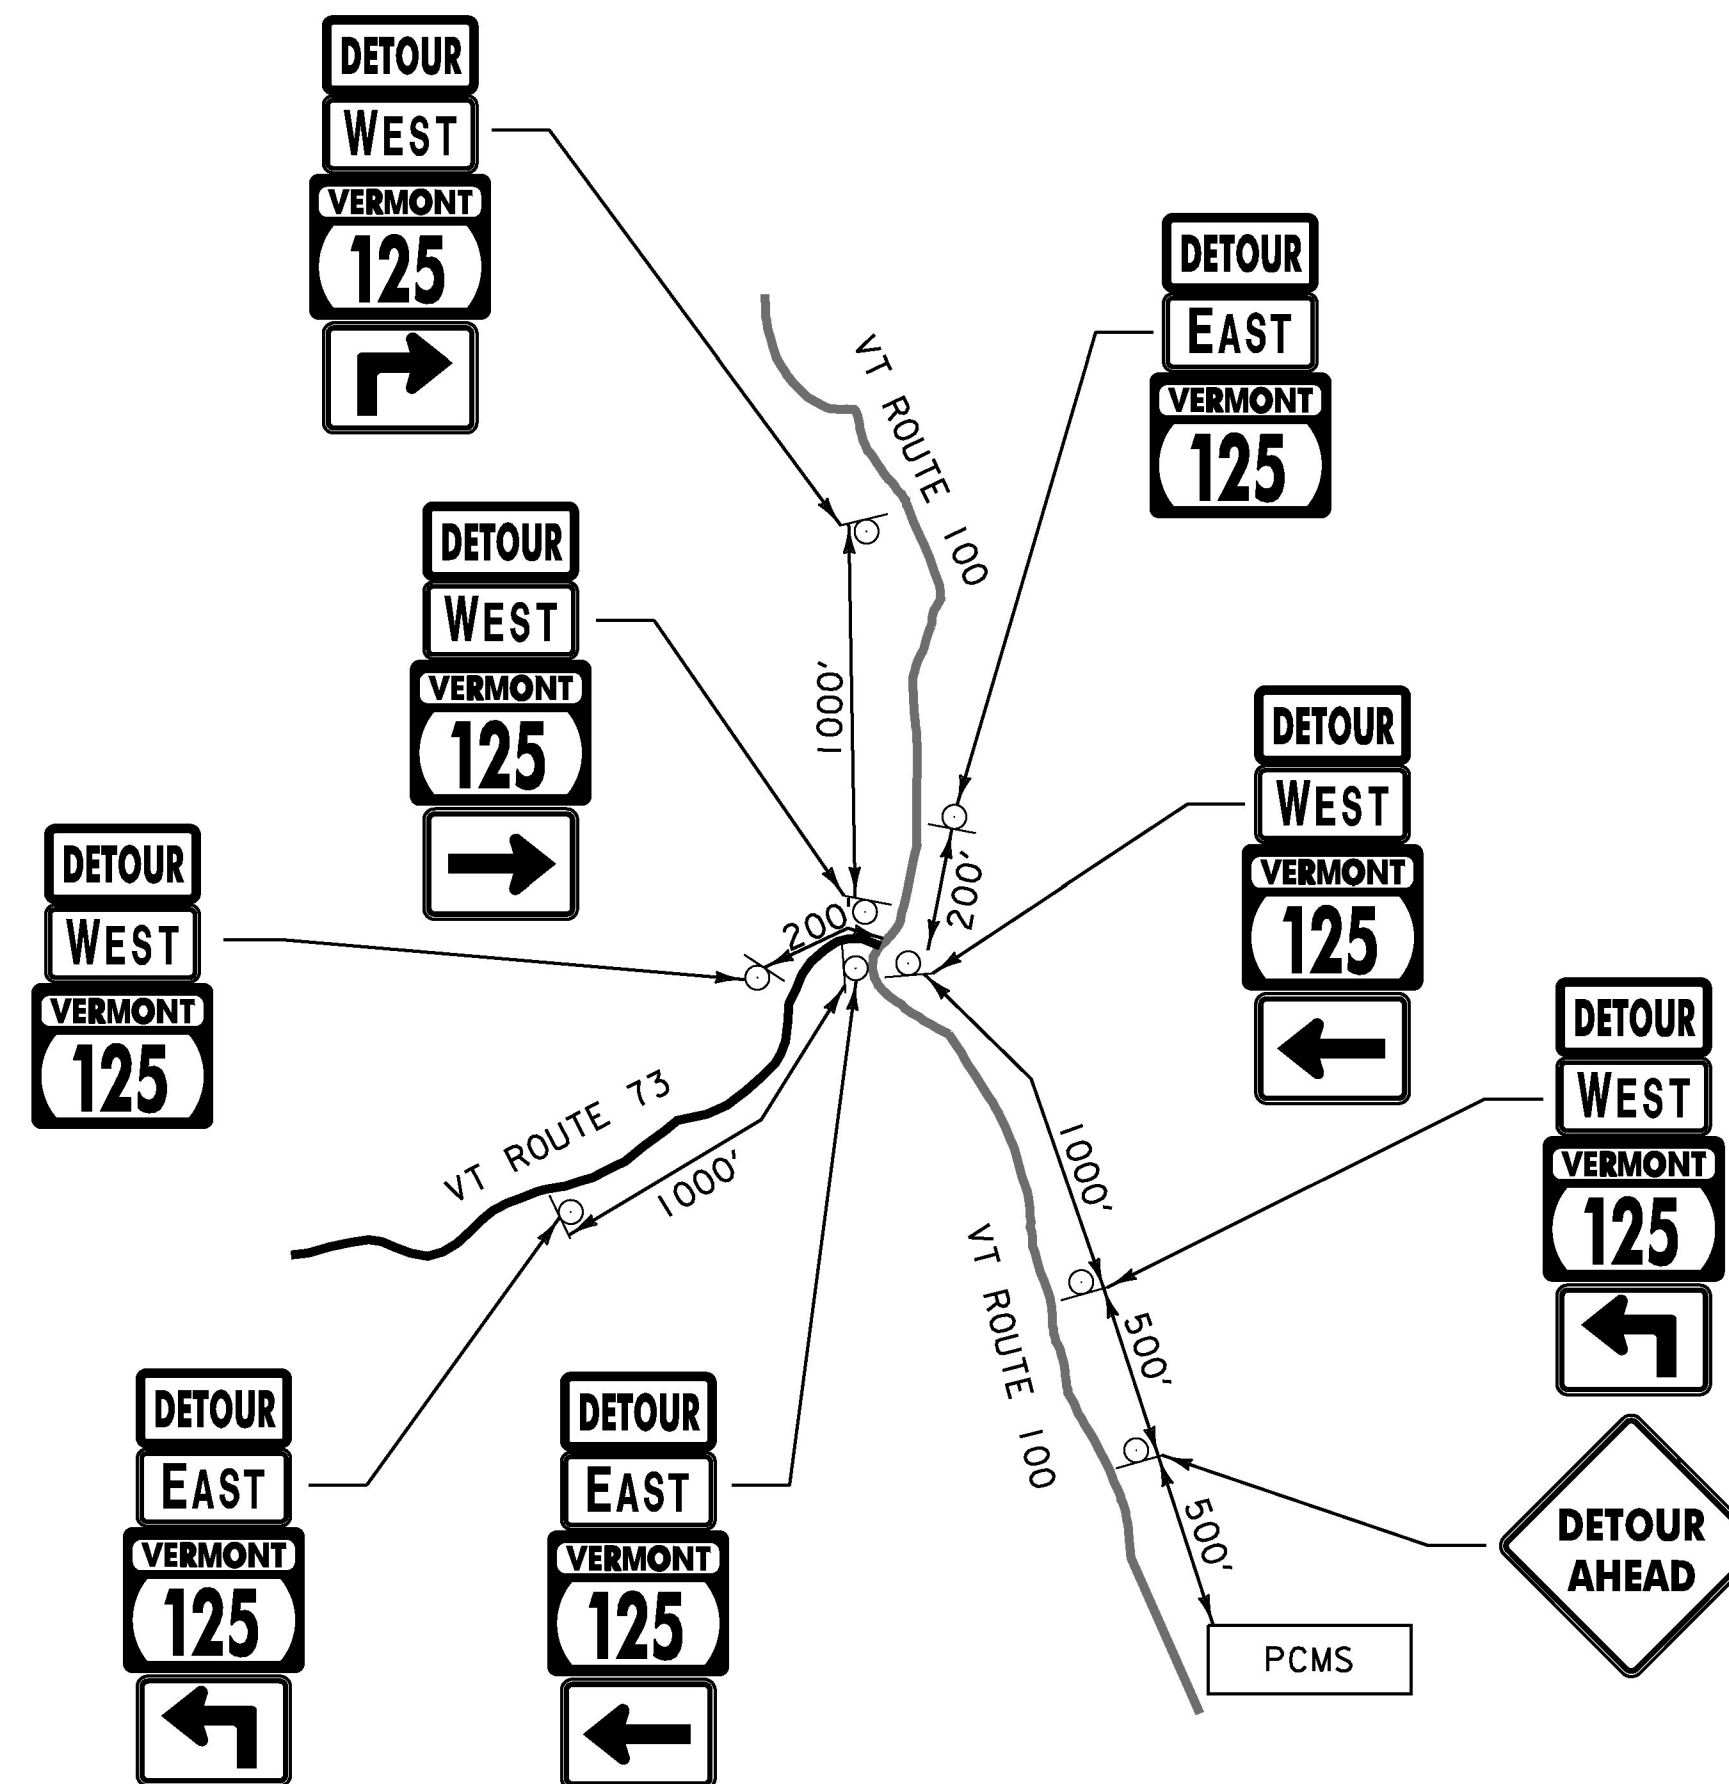 DETOUR
WEST
VERMONT
125
DETOUR
EAST
VERMONT
125
VT ROUTE 100
DETOUR
WEST
VERMONT
125
1000'
DETOUR
WEST
VERMONT
125
DETOUR
WEST
VERMONT
125
200'
200'
DETOUR
WEST
VERMONT
125
VT ROUTE 73
1000'
1000'
VT ROUTE 100
500'
500'
DETOUR
EAST
VERMONT
125
DETOUR
EAST
VERMONT
125
DETOUR
AHEAD
PCMS